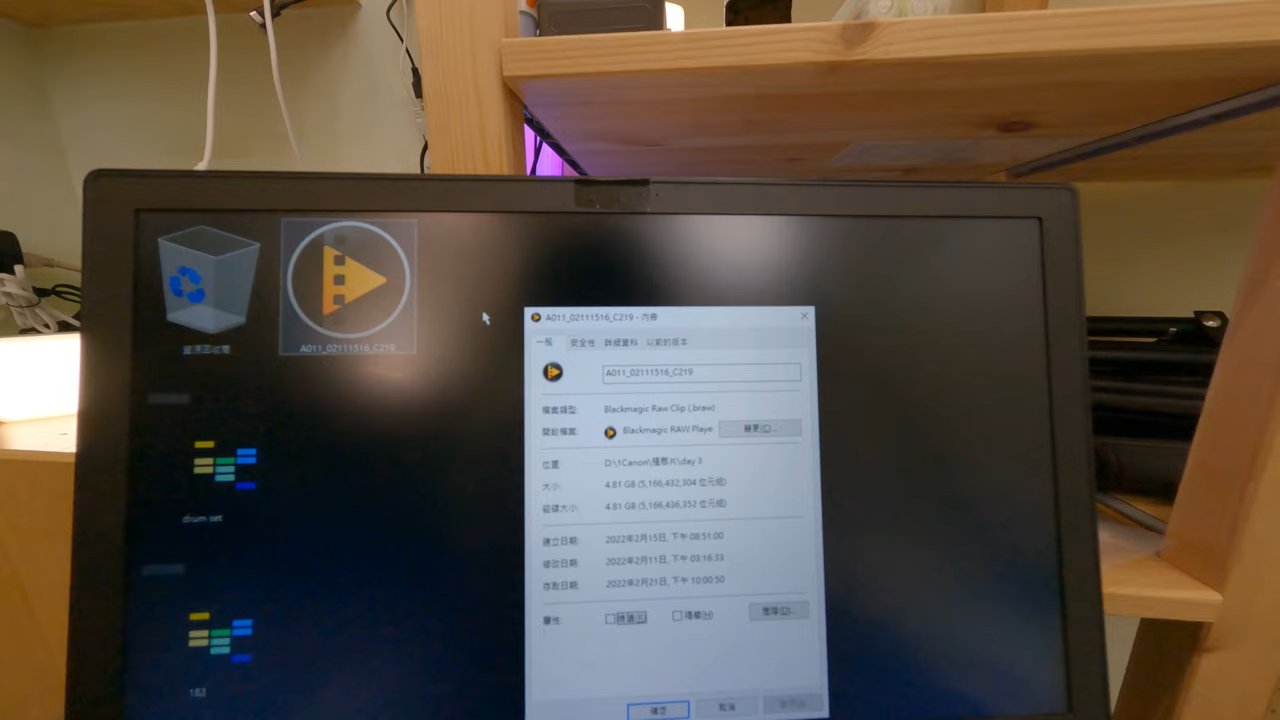 資源回收筒
A011_02111516_C219
drum set
182
A011_02111516_C219 - 內容
一般 安全性 詳細資料 以前的版本
A011_02111516_C219
檔案類型: Blackmagic Raw Clip (.braw)
開啟檔案: Blackmagic RAW Playe 變更(C)...
位置: D:\1Canon\
大小: 4.81 GB (5,166,432,304 位元組)
磁碟大小: 4.81 GB (5,166,436,352 位元組)
建立日期: 2022年2月15日, 下午 08:51:00
修改日期: 2022年2月11日, 下午 03:16:33
存取日期: 2022年2月21日, 下午 10:00:50
屬性: 唯讀(R) 隱藏(H) 進階(D)...
確定 取消